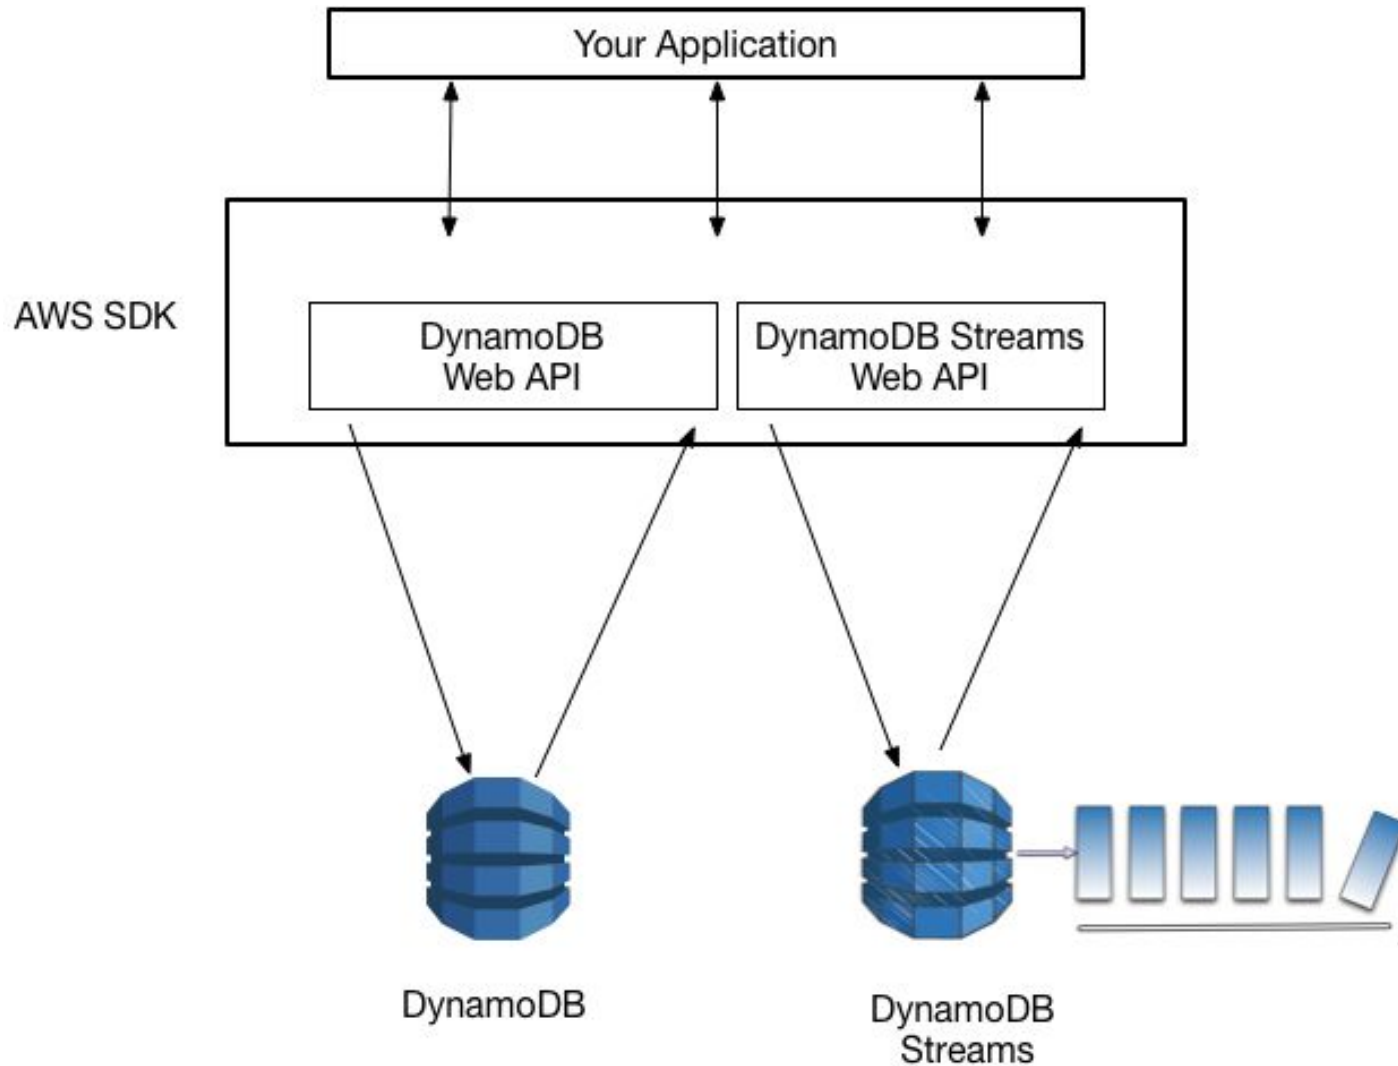 Your Application
AWS SDK
DynamoDB
Web API
DynamoDB Streams
Web API
DynamoDB
DynamoDB
Streams